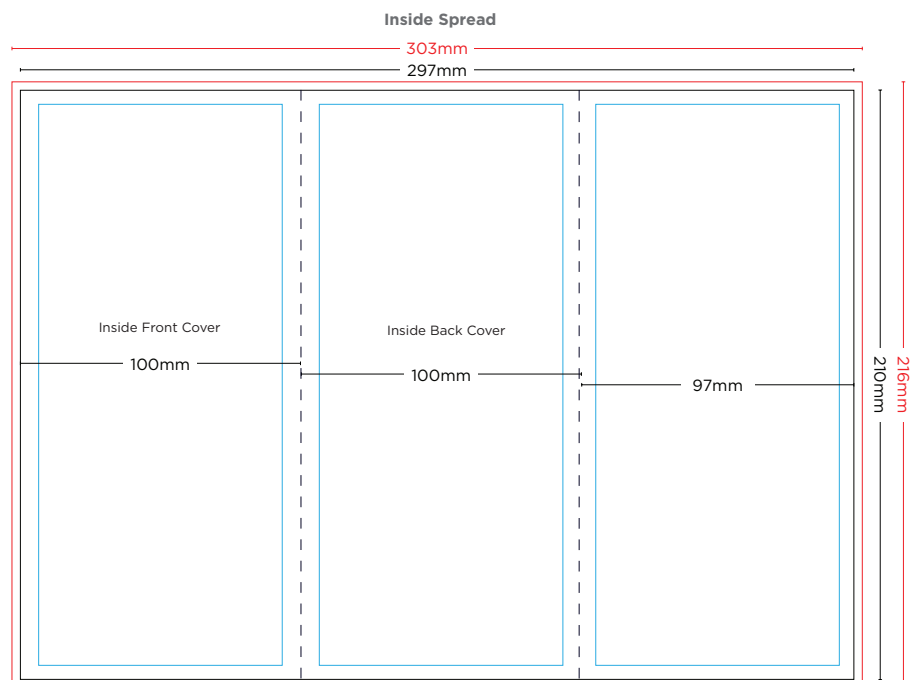 Inside Spread
303mm
297mm
Inside Front Cover
Inside Back Cover
100mm
100mm
97mm
210mm
216mm